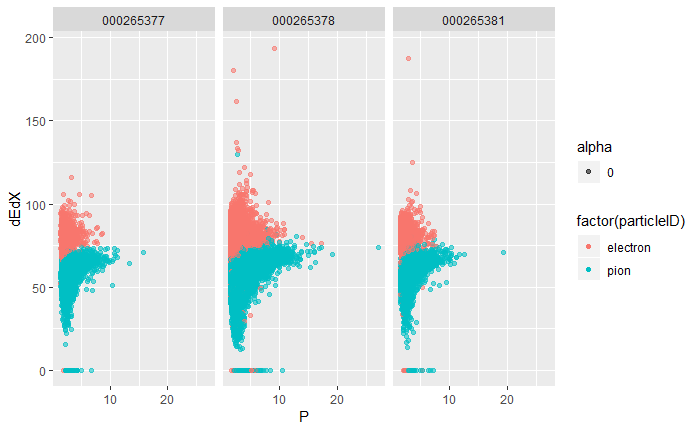 000265377 000265378 000265381
200
150
100
50
0
dEdX
10 20 10 20 10 20
P
alpha
0
factor(particleID)
electron
pion